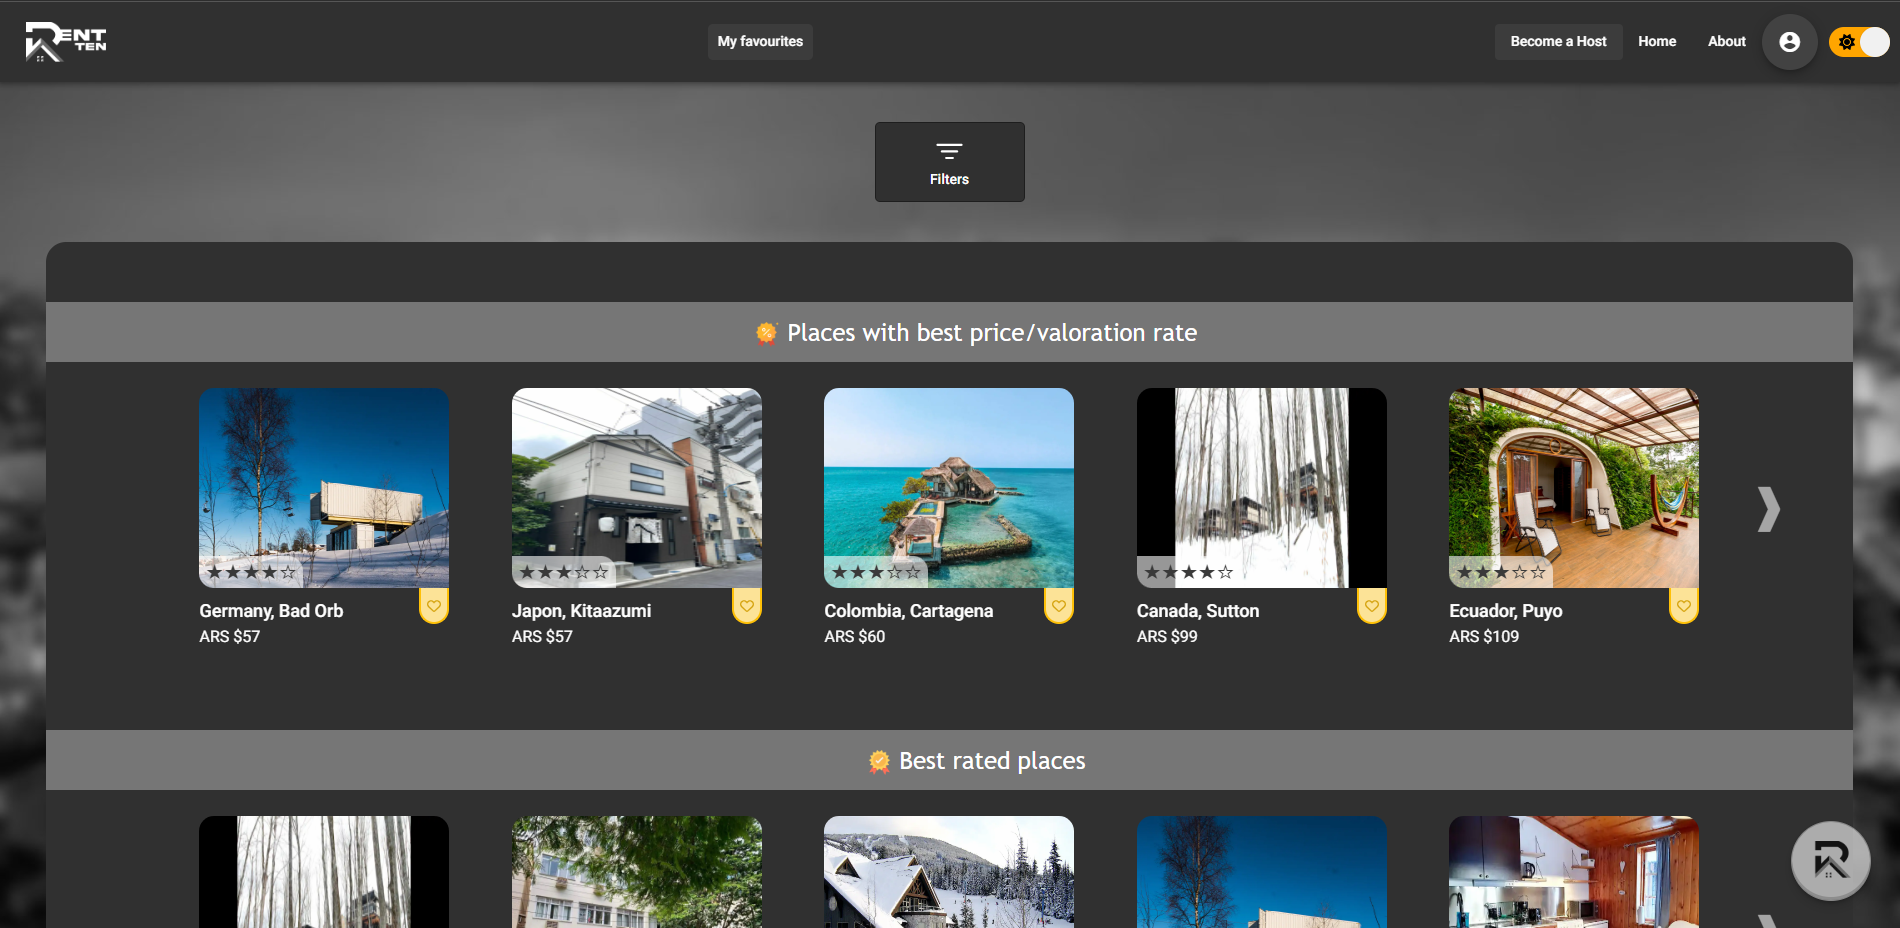 RENT
TEN
My favourites
Become a Host
Home
About
Filters
Places with best price/valoration rate
Germany, Bad Orb
ARS $57
Japon, Kitaazumi
ARS $57
Colombia, Cartagena
ARS $60
Canada, Sutton
ARS $99
Ecuador, Puyo
ARS $109
Best rated places
R